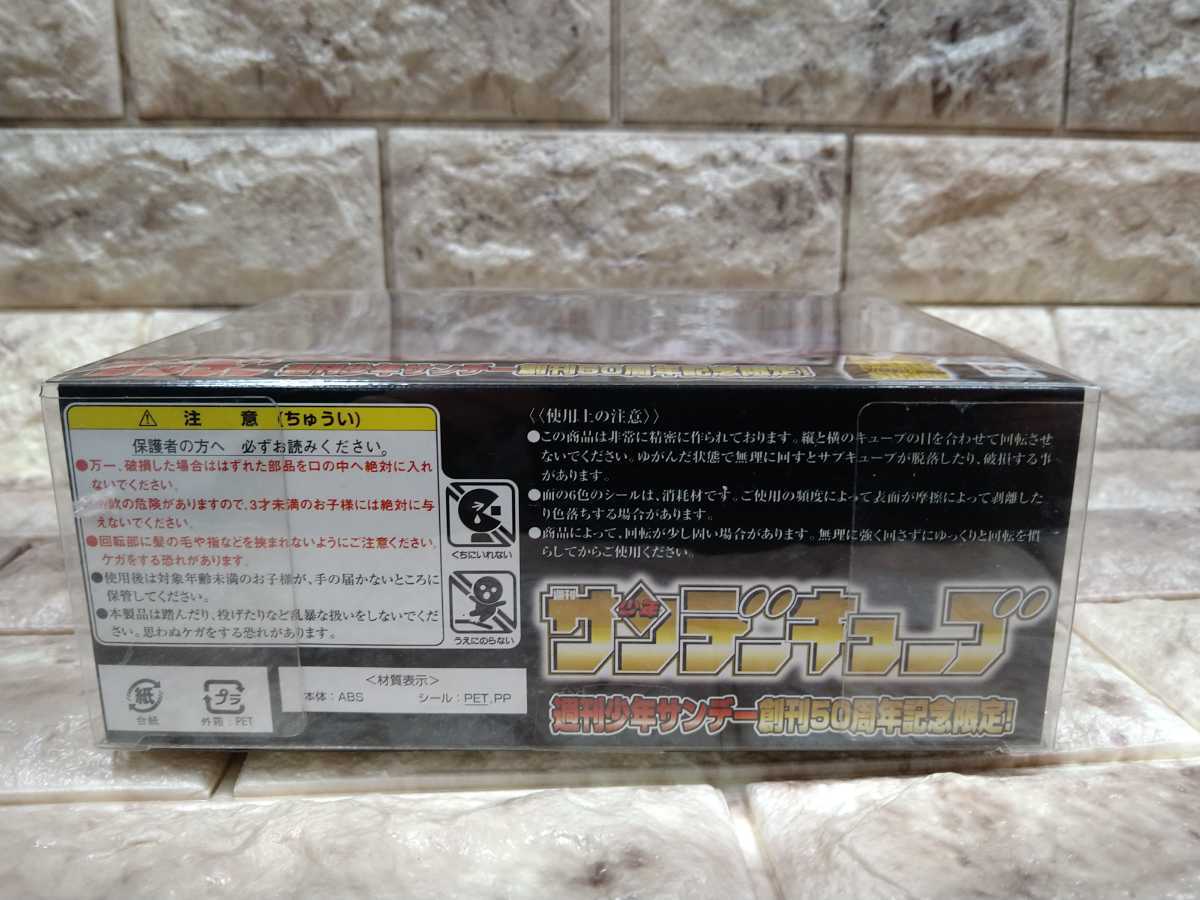 週刊少年サンデー 創刊50周年記念限定!
⚠ 注 意 (ちゅうい)
保護者の方へ 必ずお読みください。
●万一、破損した場合ははずれた部品を口の中へ絶対に入れ
ないでください。
の危険がありますので、3才未満のお子様には絶対に与
えないでください。
●回転部に髪の毛や指などを挟まれないようにご注意ください。
ケガをする恐れがあります。
●使用後は対象年齢未満のお子様が、手の届かないところに
保管してください。
●本製品は踏んだり、投げたりなど乱暴な扱いをしないでくだ
さい。思わぬケガをする恐れがあります。
くちにいれない
うえにのらない
紙
台紙
プラ
外箱:PET
<材質表示>
本体:ABS シール:PET,PP
〈〈使用上の注意〉〉
●この商品は非常に精密に作られております。縦と横のキューブの目を合わせて回転させ
ないでください。ゆがんだ状態で無理に回すとサブキューブが脱落したり、破損する事
があります。
●面の6色のシールは、消耗材です。ご使用の頻度によって表面が摩擦によって剥離した
り色落ちする場合があります。
●商品によって、回転が少し固い場合があります。無理に強く回さずにゆっくりと回転を慣
らしてからご使用ください。
週刊
少年
サンデーキューブ
週刊少年サンデー創刊50周年記念限定!